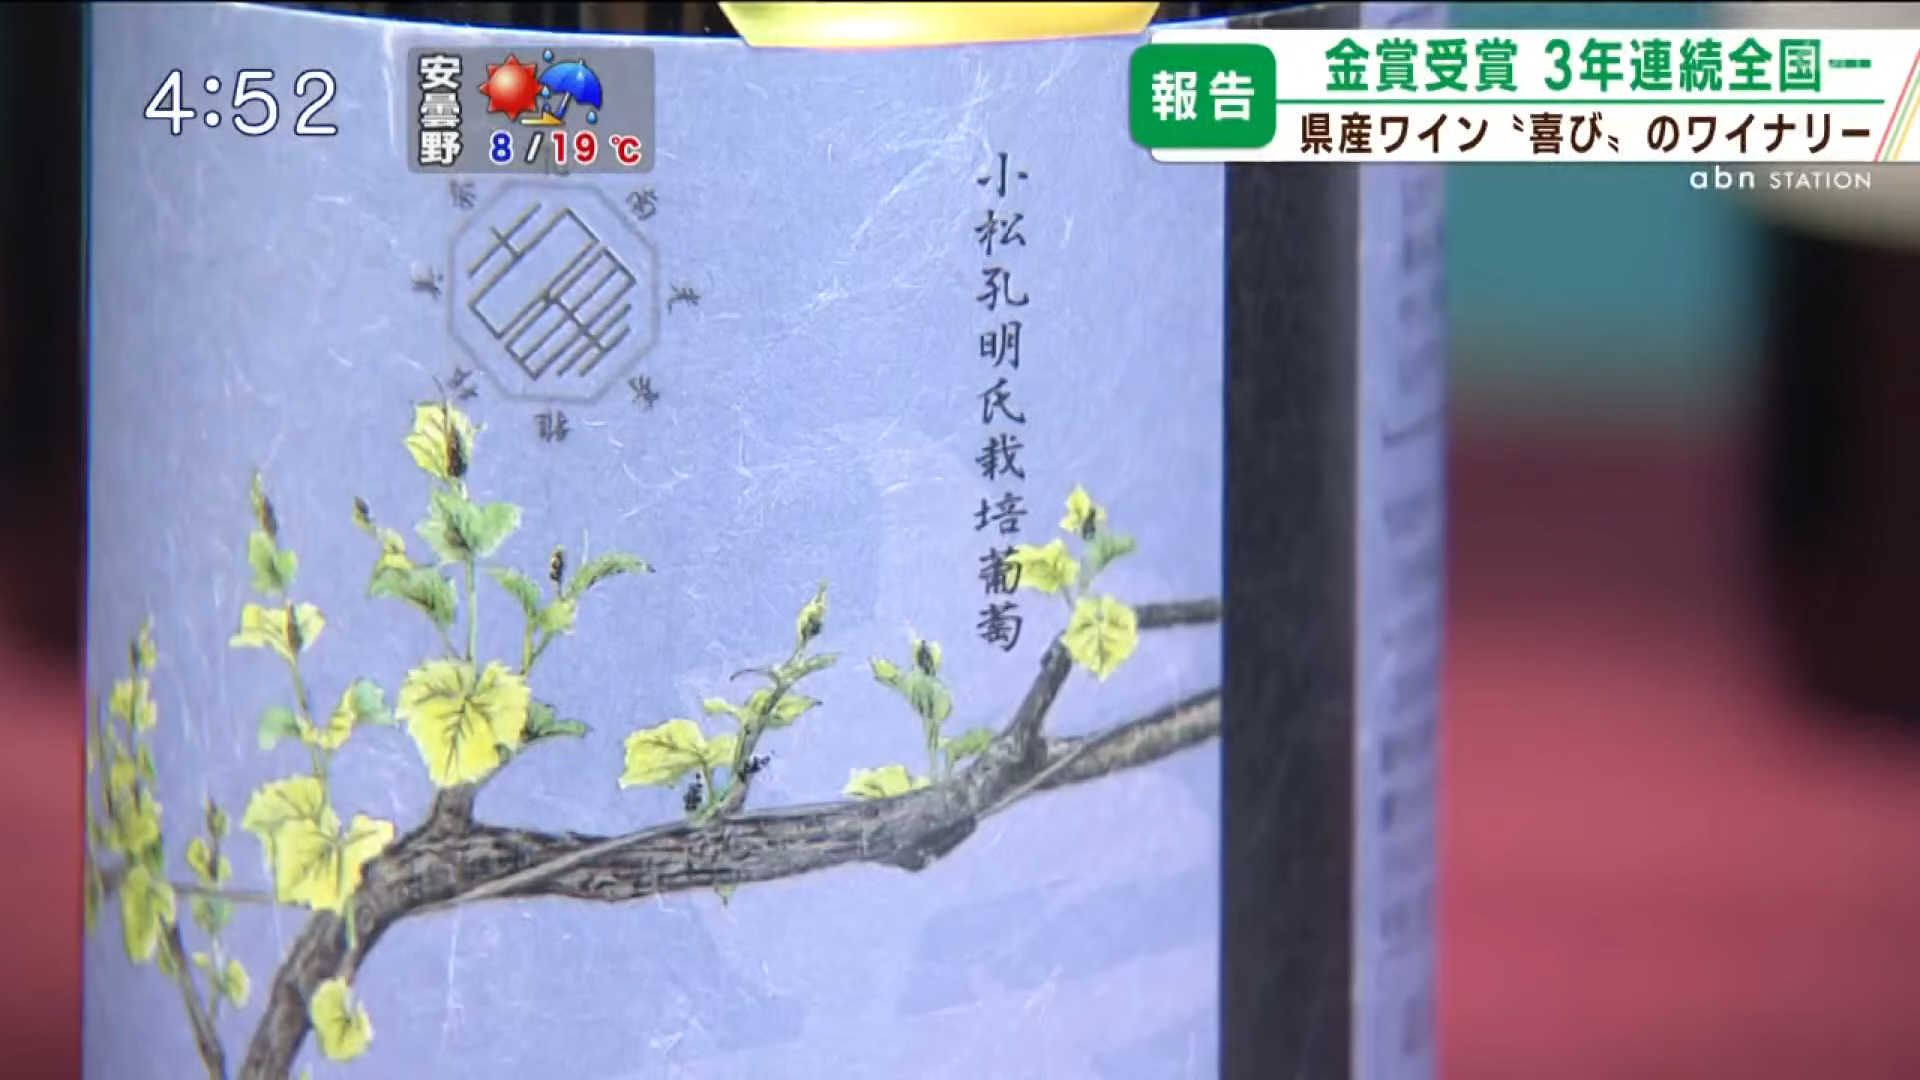 4:52
安曇野
8/19℃
報告
金賞受賞 3年連続全国一
県産ワイン〝喜び〟のワイナリー
abn STATION
小松孔明氏栽培葡萄